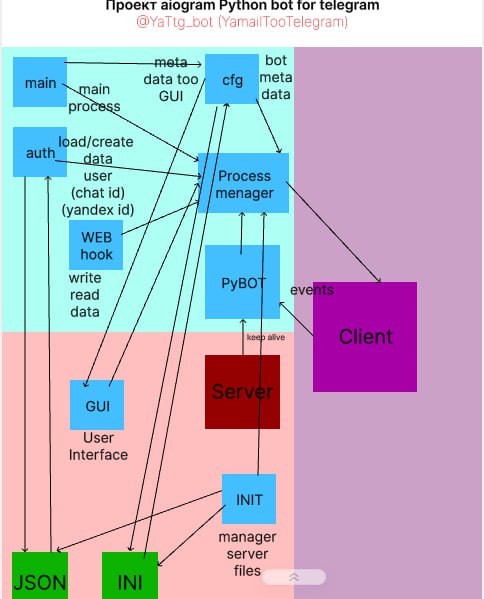 Проект aiogram Python bot for telegram
@YaTtg_bot (YamailTooTelegram)
main
main
process
meta
data too
GUI
cfg
bot
meta
data
auth
load/create
data
user
(chat id)
(yandex id)
Process
menager
WEB
hook
write
read
data
PyBOT
events
Client
keep alive
Server
GUI
User
Interface
INIT
manager
server
files
JSON
INI